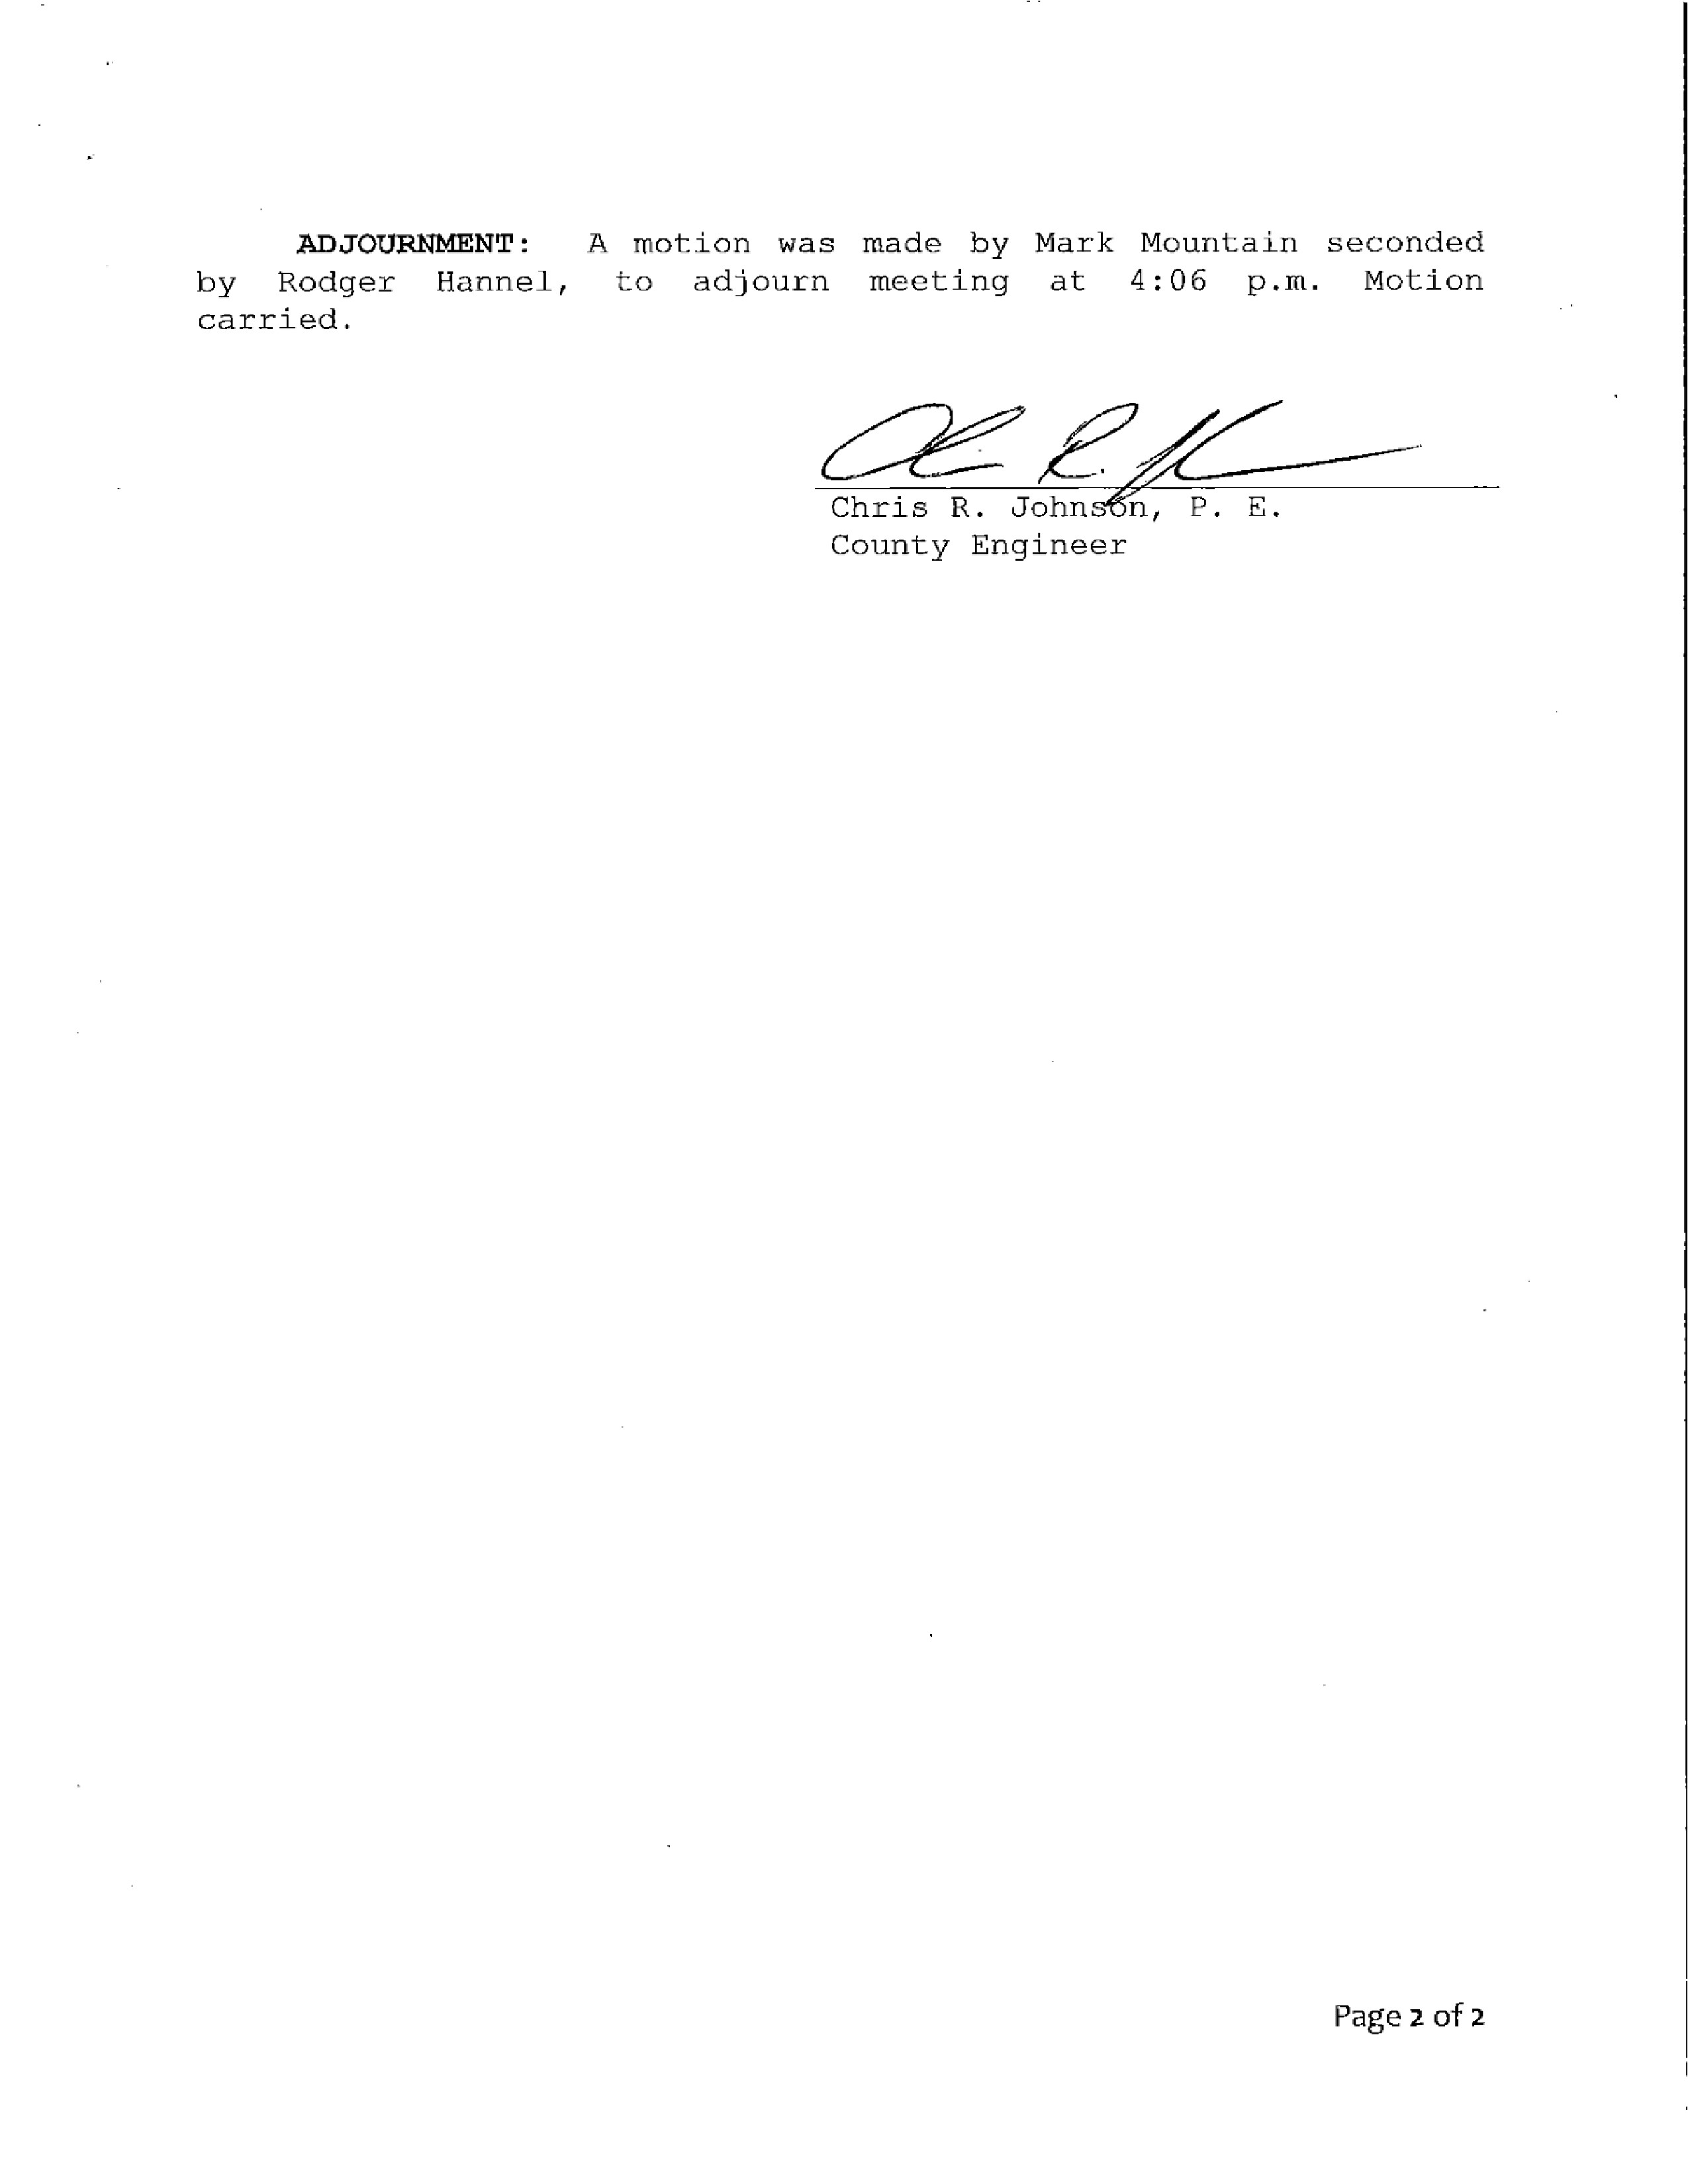 ADJOURNMENT: A motion was made by Mark Mountain seconded
by Rodger Hannel, to adjourn meeting at 4:06 p.m. Motion
carried.
Chris R. Johnson, P. E.
County Engineer
Page 2 of 2